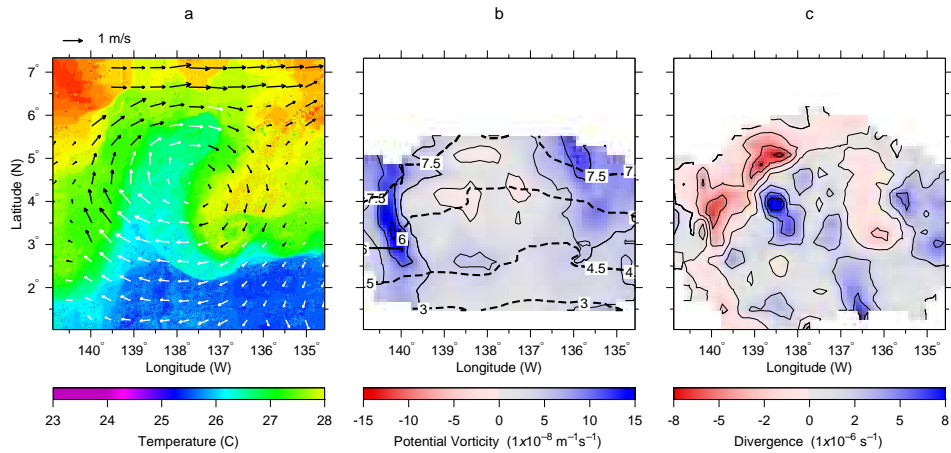 a b c
1 m/s
7° 6° 5° 4° 3° 2°
Latitude (N)
7.5 7.5 7.5 7.
6 6 4.5 4.
.5 3 3
140 139 138 137 136 135
140 139 138 137 136 135
140 139 138 137 136 135
Longitude (W) Longitude (W) Longitude (W)
23 24 25 26 27 28
-15 -10 -5 0 5 10 15
-8 -5 -2 0 2 5 8
Temperature (C) Potential Vorticity (1x10⁻⁸ m⁻¹s⁻¹) Divergence (1x10⁻⁶ s⁻¹)